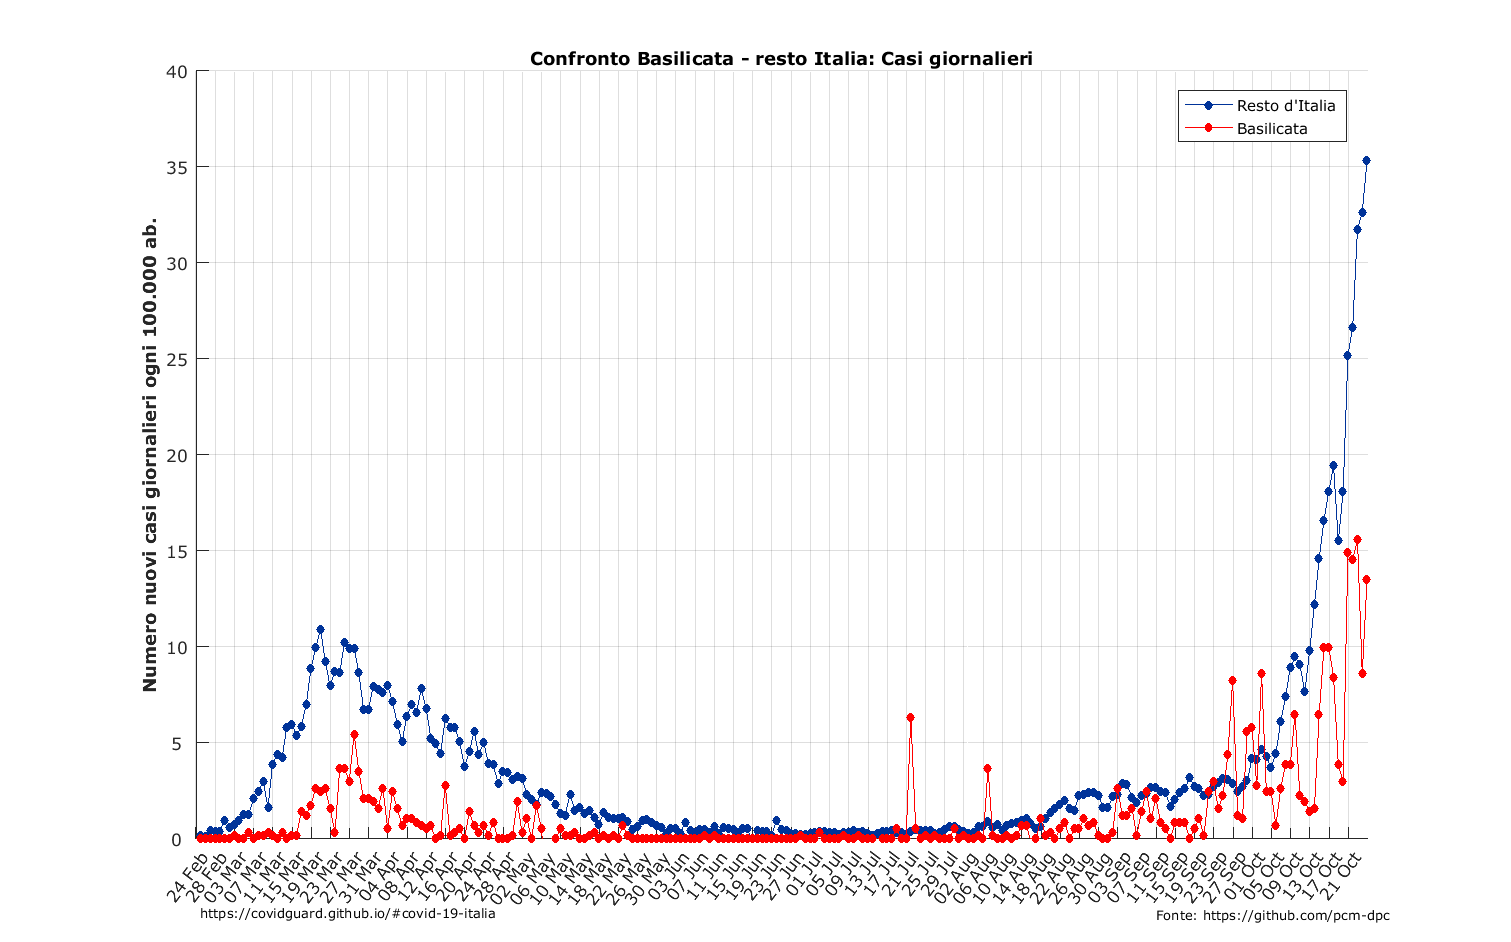 Confronto Basilicata - resto Italia: Casi giornalieri
40
35
30
25
20
15
10
5
0
Numero nuovi casi giornalieri ogni 100.000 ab.
Resto d'Italia
Basilicata
24 Feb
28 Feb
03 Mar
07 Mar
11 Mar
15 Mar
19 Mar
23 Mar
27 Mar
31 Mar
04 Apr
08 Apr
12 Apr
16 Apr
20 Apr
24 Apr
28 Apr
02 May
06 May
10 May
14 May
18 May
22 May
26 May
30 May
03 Jun
07 Jun
11 Jun
15 Jun
19 Jun
23 Jun
27 Jun
01 Jul
05 Jul
09 Jul
13 Jul
17 Jul
21 Jul
25 Jul
29 Jul
02 Aug
06 Aug
10 Aug
14 Aug
18 Aug
22 Aug
26 Aug
30 Aug
03 Sep
07 Sep
11 Sep
15 Sep
19 Sep
23 Sep
27 Sep
01 Oct
05 Oct
09 Oct
13 Oct
17 Oct
21 Oct
https://covidguard.github.io/#covid-19-italia
Fonte: https://github.com/pcm-dpc